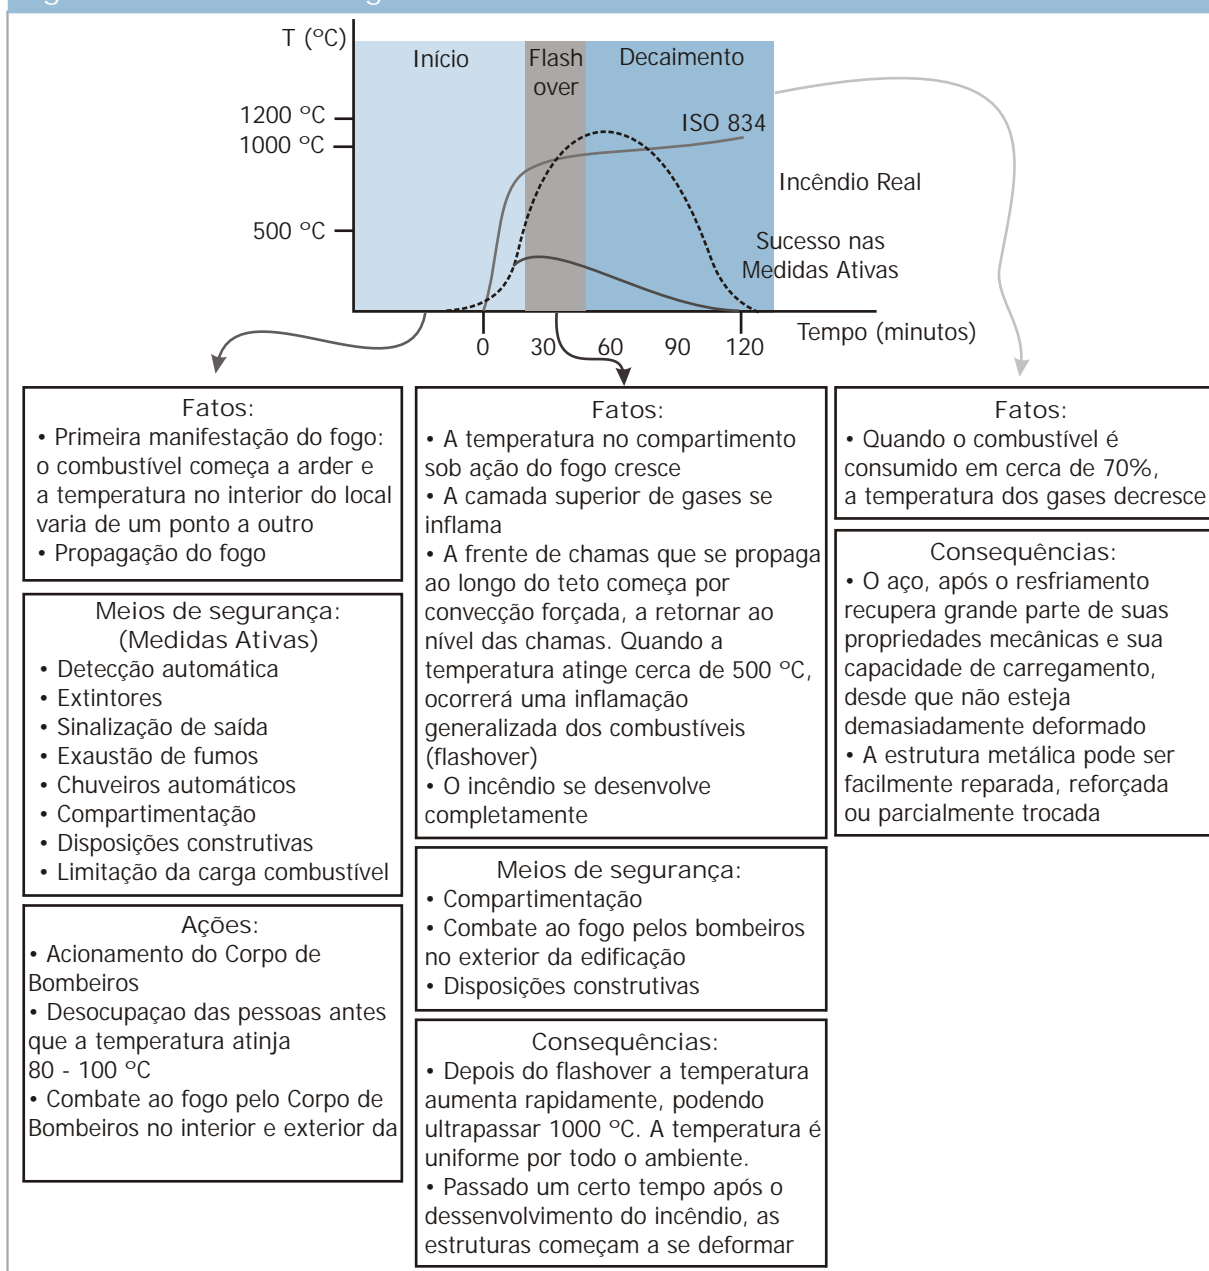 T (ºC)
Início
Flash
over
Decaimento
1200 ºC
1000 ºC
500 ºC
ISO 834
Incêndio Real
Sucesso nas
Medidas Ativas
Tempo (minutos)
0
30
60
90
120
Fatos:
• Primeira manifestação do fogo:
o combustível começa a arder e
a temperatura no interior do local
varia de um ponto a outro
• Propagação do fogo
Meios de segurança:
(Medidas Ativas)
• Detecção automática
• Extintores
• Sinalização de saída
• Exaustão de fumos
• Chuveiros automáticos
• Compartimentação
• Disposições construtivas
• Limitação da carga combustível
Ações:
• Acionamento do Corpo de
Bombeiros
• Desocupaçao das pessoas antes
que a temperatura atinja
80 - 100 ºC
• Combate ao fogo pelo Corpo de
Bombeiros no interior e exterior da
Fatos:
• A temperatura no compartimento
sob ação do fogo cresce
• A camada superior de gases se
inflama
• A frente de chamas que se propaga
ao longo do teto começa por
convecção forçada, a retornar ao
nível das chamas. Quando a
temperatura atinge cerca de 500 ºC,
ocorrerá uma inflamação
generalizada dos combustíveis
(flashover)
• O incêndio se desenvolve
completamente
Meios de segurança:
• Compartimentação
• Combate ao fogo pelos bombeiros
no exterior da edificação
• Disposições construtivas
Consequências:
• Depois do flashover a temperatura
aumenta rapidamente, podendo
ultrapassar 1000 ºC. A temperatura é
uniforme por todo o ambiente.
• Passado um certo tempo após o
dessenvolvimento do incêndio, as
estruturas começam a se deformar
Fatos:
• Quando o combustível é
consumido em cerca de 70%,
a temperatura dos gases decresce
Consequências:
• O aço, após o resfriamento
recupera grande parte de suas
propriedades mecânicas e sua
capacidade de carregamento,
desde que não esteja
demasiadamente deformado
• A estrutura metálica pode ser
facilmente reparada, reforçada
ou parcialmente trocada